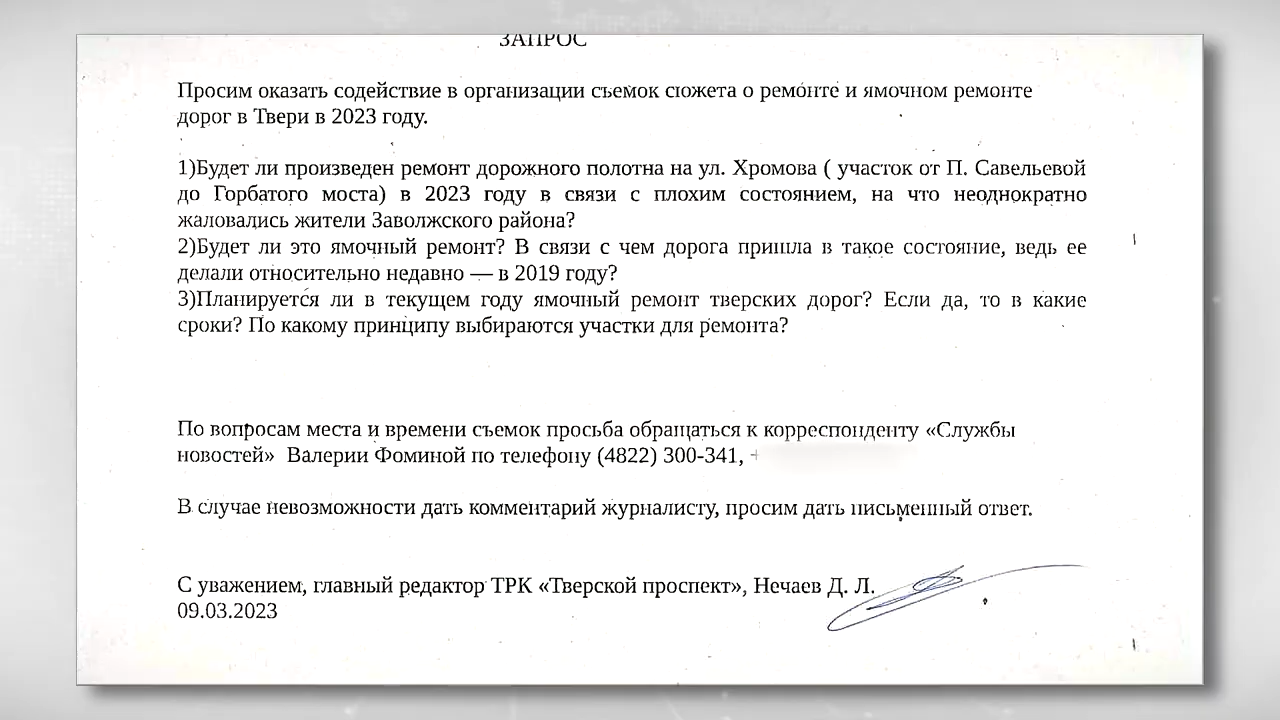 ЗАПРОС
Просим оказать содействие в организации съемок сюжета о ремонте и ямочном ремонте
дорог в Твери в 2023 году.
1)Будет ли произведен ремонт дорожного полотна на ул. Хромова ( участок от П. Савельевой
до Горбатого моста) в 2023 году в связи с плохим состоянием, на что неоднократно
жаловались жители Заволжского района?
2)Будет ли это ямочный ремонт? В связи с чем дорога пришла в такое состояние, ведь ее
делали относительно недавно — в 2019 году?
3)Планируется ли в текущем году ямочный ремонт тверских дорог? Если да, то в какие
сроки? По какому принципу выбираются участки для ремонта?
По вопросам места и времени съемок просьба обращаться к корреспонденту «Службы
новостей» Валерии Фоминой по телефону (4822) 300-341, +
В случае невозможности дать комментарий журналисту, просим дать письменный ответ.
С уважением, главный редактор ТРК «Тверской проспект», Нечаев Д. Л.
09.03.2023